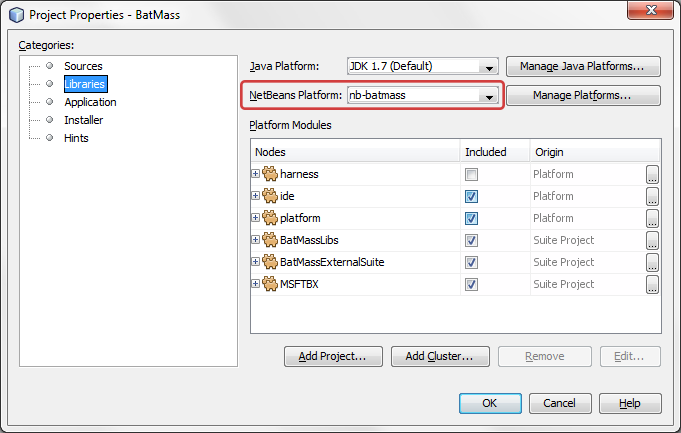 Project Properties - BatMass
Categories:
Sources
Libraries
Application
Installer
Hints
Java Platform: JDK 1.7 (Default) Manage Java Platforms...
NetBeans Platform: nb-batmass Manage Platforms...
Platform Modules
Nodes Included Origin
harness Platform ...
ide Platform ...
platform Platform ...
BatMassLibs Suite Project ...
BatMassExternalSuite Suite Project ...
MSFTBX Suite Project ...
Add Project... Add Cluster... Remove Edit...
OK Cancel Help